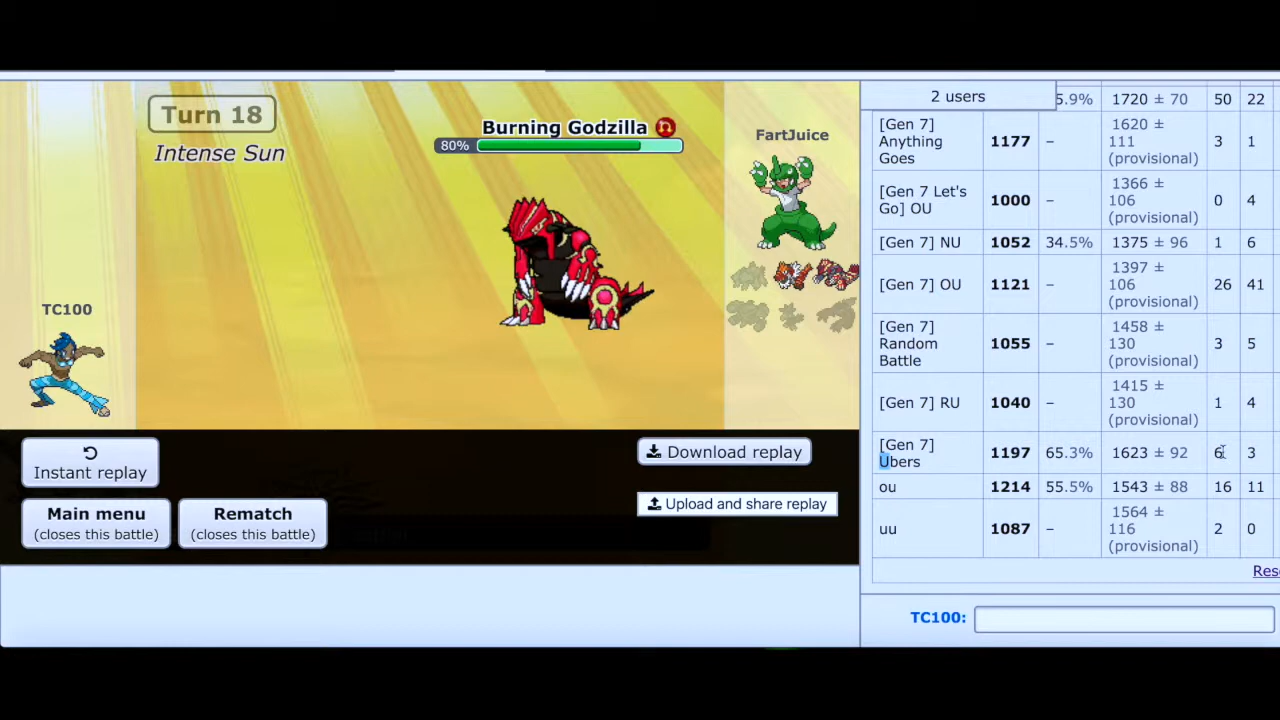 Turn 18
Intense Sun
Burning Godzilla
80%
FartJuice
TC100
Instant replay
Download replay
Upload and share replay
Main menu
(closes this battle)
Rematch
(closes this battle)
2 users
5.9% 1720 ± 70 50 22
[Gen 7] Anything Goes 1177 – 1620 ± 111 (provisional) 3 1
[Gen 7 Let's Go] OU 1000 – 1366 ± 106 (provisional) 0 4
[Gen 7] NU 1052 34.5% 1375 ± 96 1 6
[Gen 7] OU 1121 – 1397 ± 106 (provisional) 26 41
[Gen 7] Random Battle 1055 – 1458 ± 130 (provisional) 3 5
[Gen 7] RU 1040 – 1415 ± 130 (provisional) 1 4
[Gen 7] Ubers 1197 65.3% 1623 ± 92 6 3
ou 1214 55.5% 1543 ± 88 16 11
uu 1087 – 1564 ± 116 (provisional) 2 0
Res
TC100: